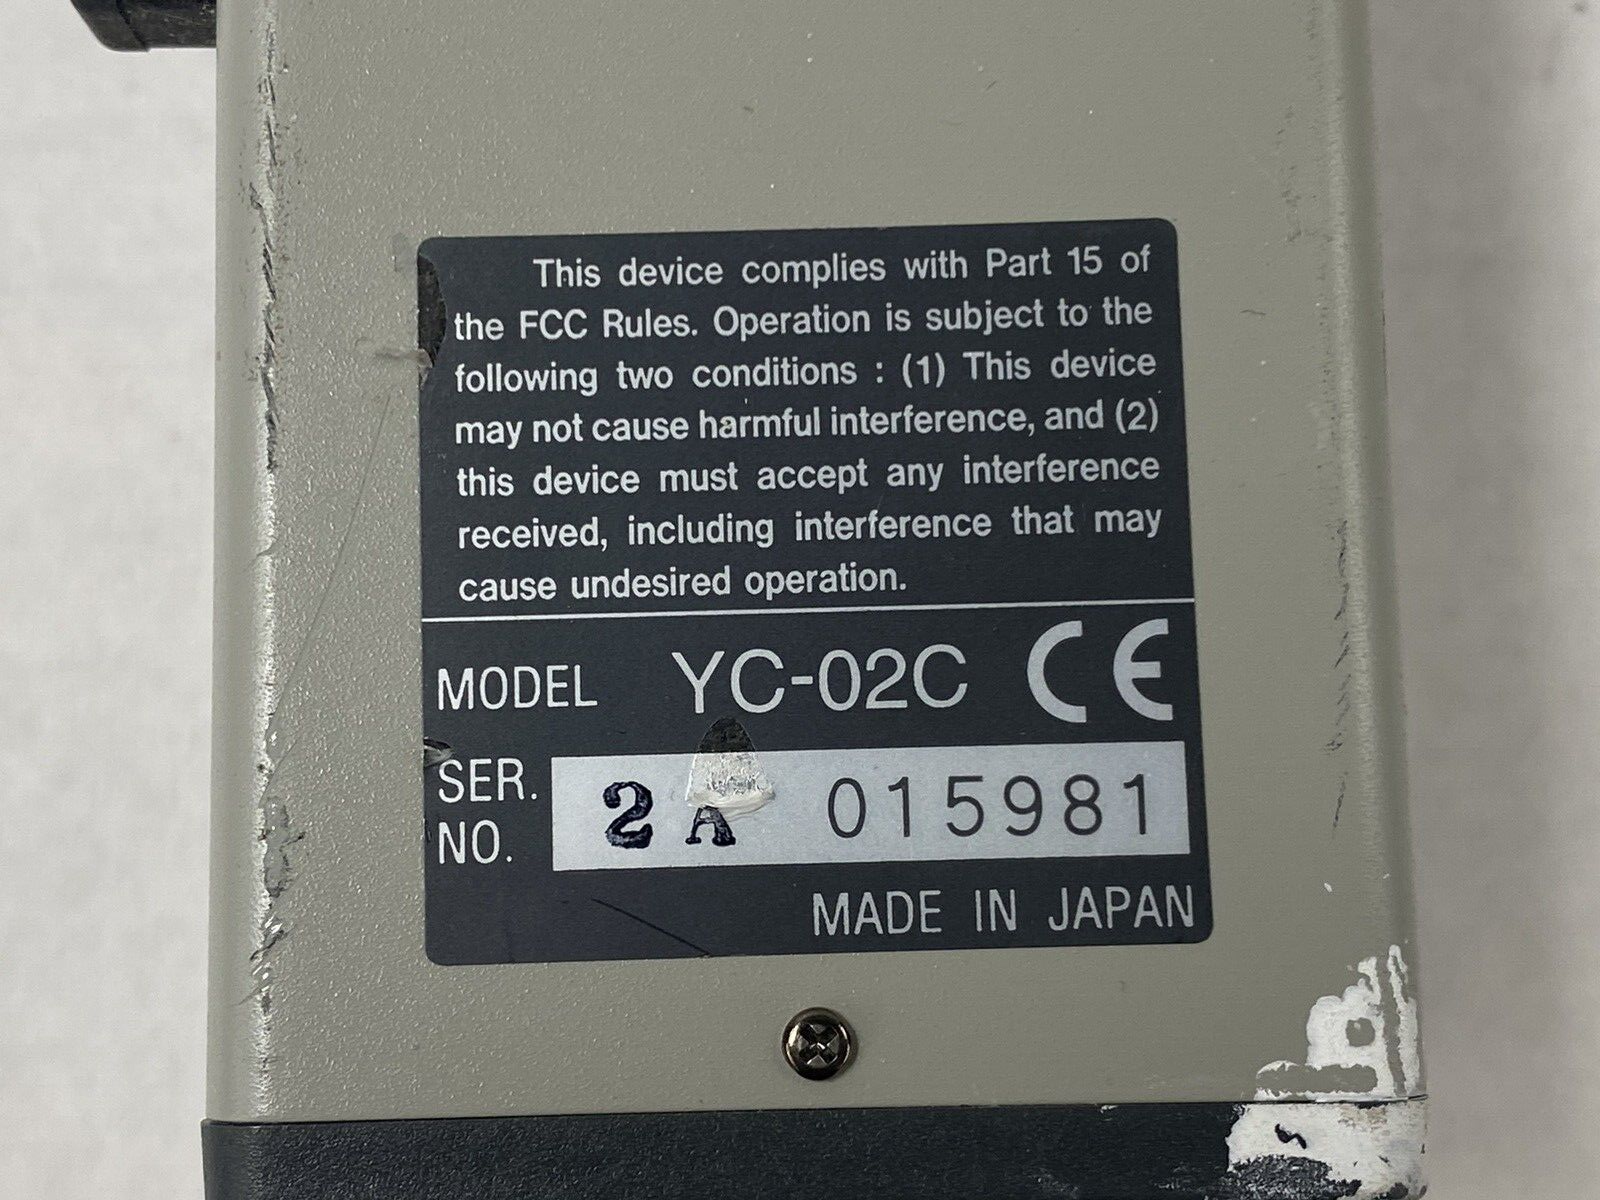 This device complies with Part 15 of
the FCC Rules. Operation is subject to the
following two conditions : (1) This device
may not cause harmful interference, and (2)
this device must accept any interference
received, including interference that may
cause undesired operation.
MODEL YC-02C CE
SER. NO. 2 A 015981
MADE IN JAPAN